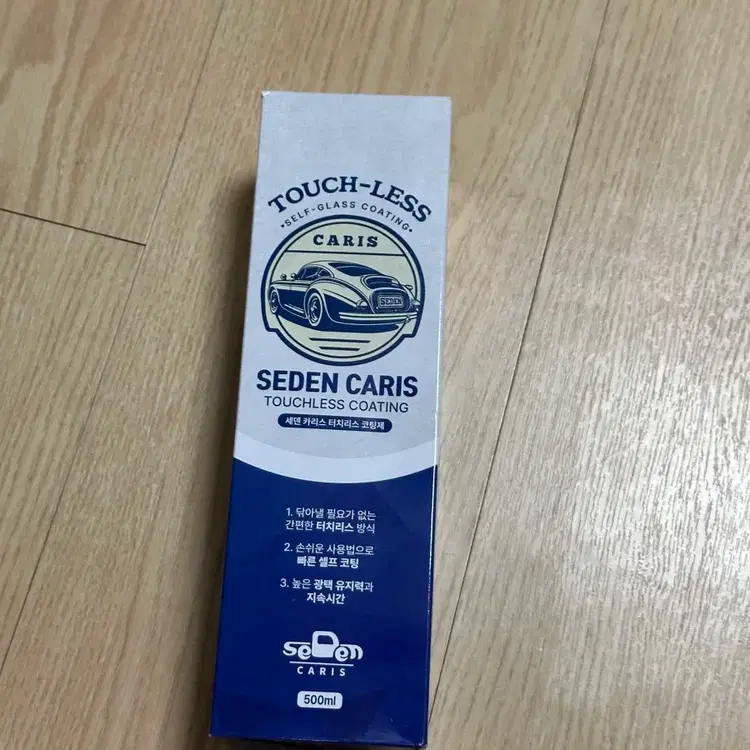 TOUCH-LESS
•SELF-GLASS COATING•
CARIS
SEDEN
SEDEN CARIS
TOUCHLESS COATING
세덴 카리스 터치리스 코팅제
1. 닦아낼 필요가 없는
간편한 터치리스 방식
2. 손쉬운 사용법으로
빠른 셀프 코팅
3. 높은 광택 유지력과
지속시간
seDen
CARIS
500ml